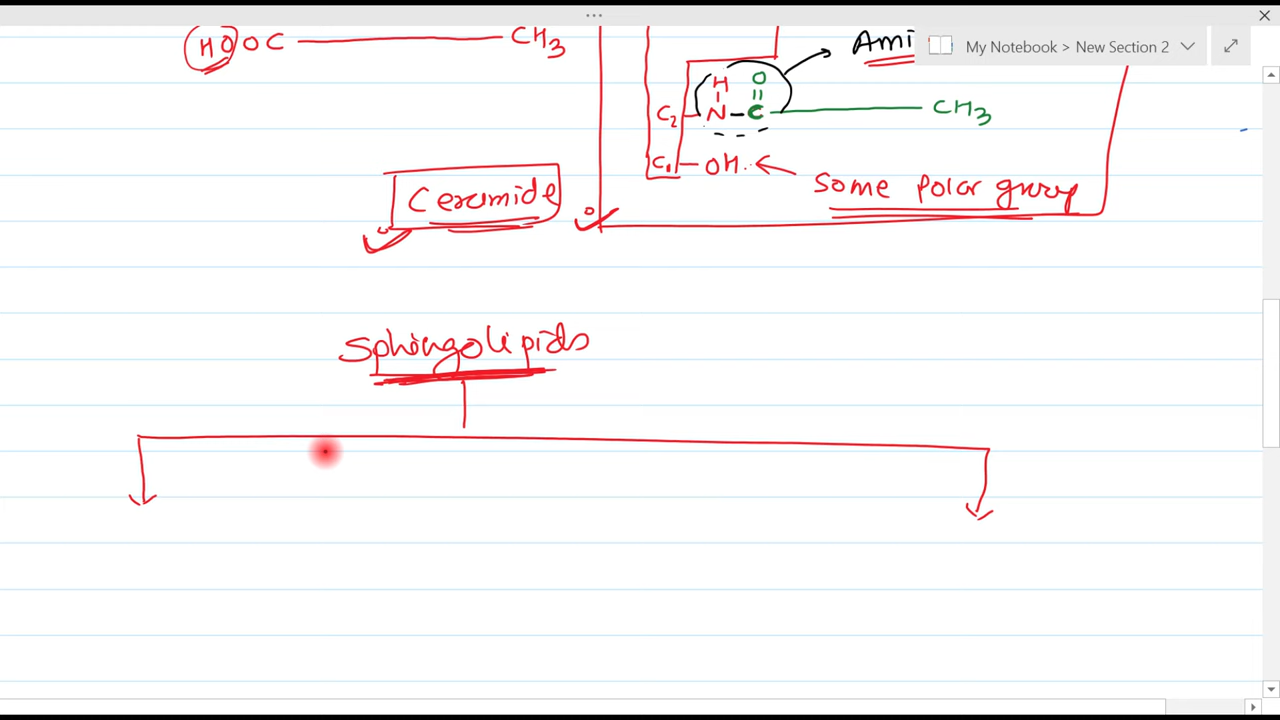 HOOC CH3
Ami
My Notebook > New Section 2
H O
C2 N C CH3
C1 OH
Some polar group
Ceramide
Sphingolipids